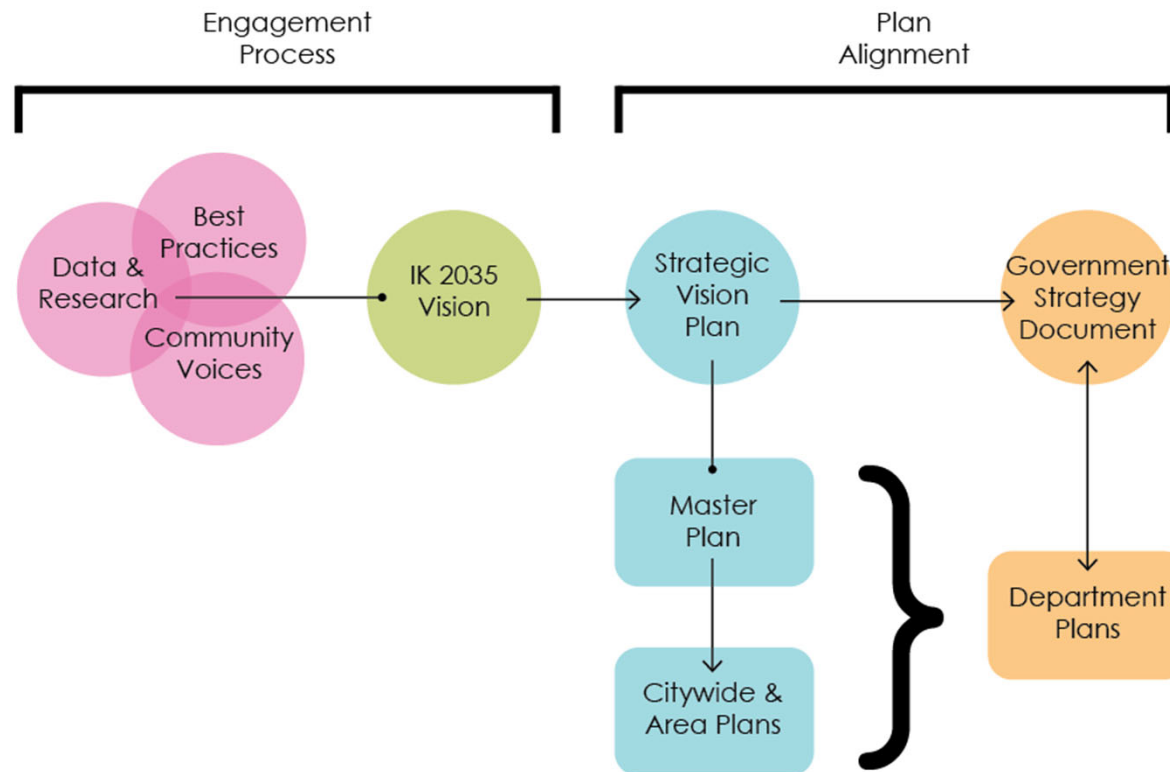 Engagement
Process
Plan
Alignment
Best
Practices
Data &
Research
Community
Voices
IK 2035
Vision
Strategic
Vision
Plan
Government
Strategy
Document
Master
Plan
Citywide &
Area Plans
Department
Plans